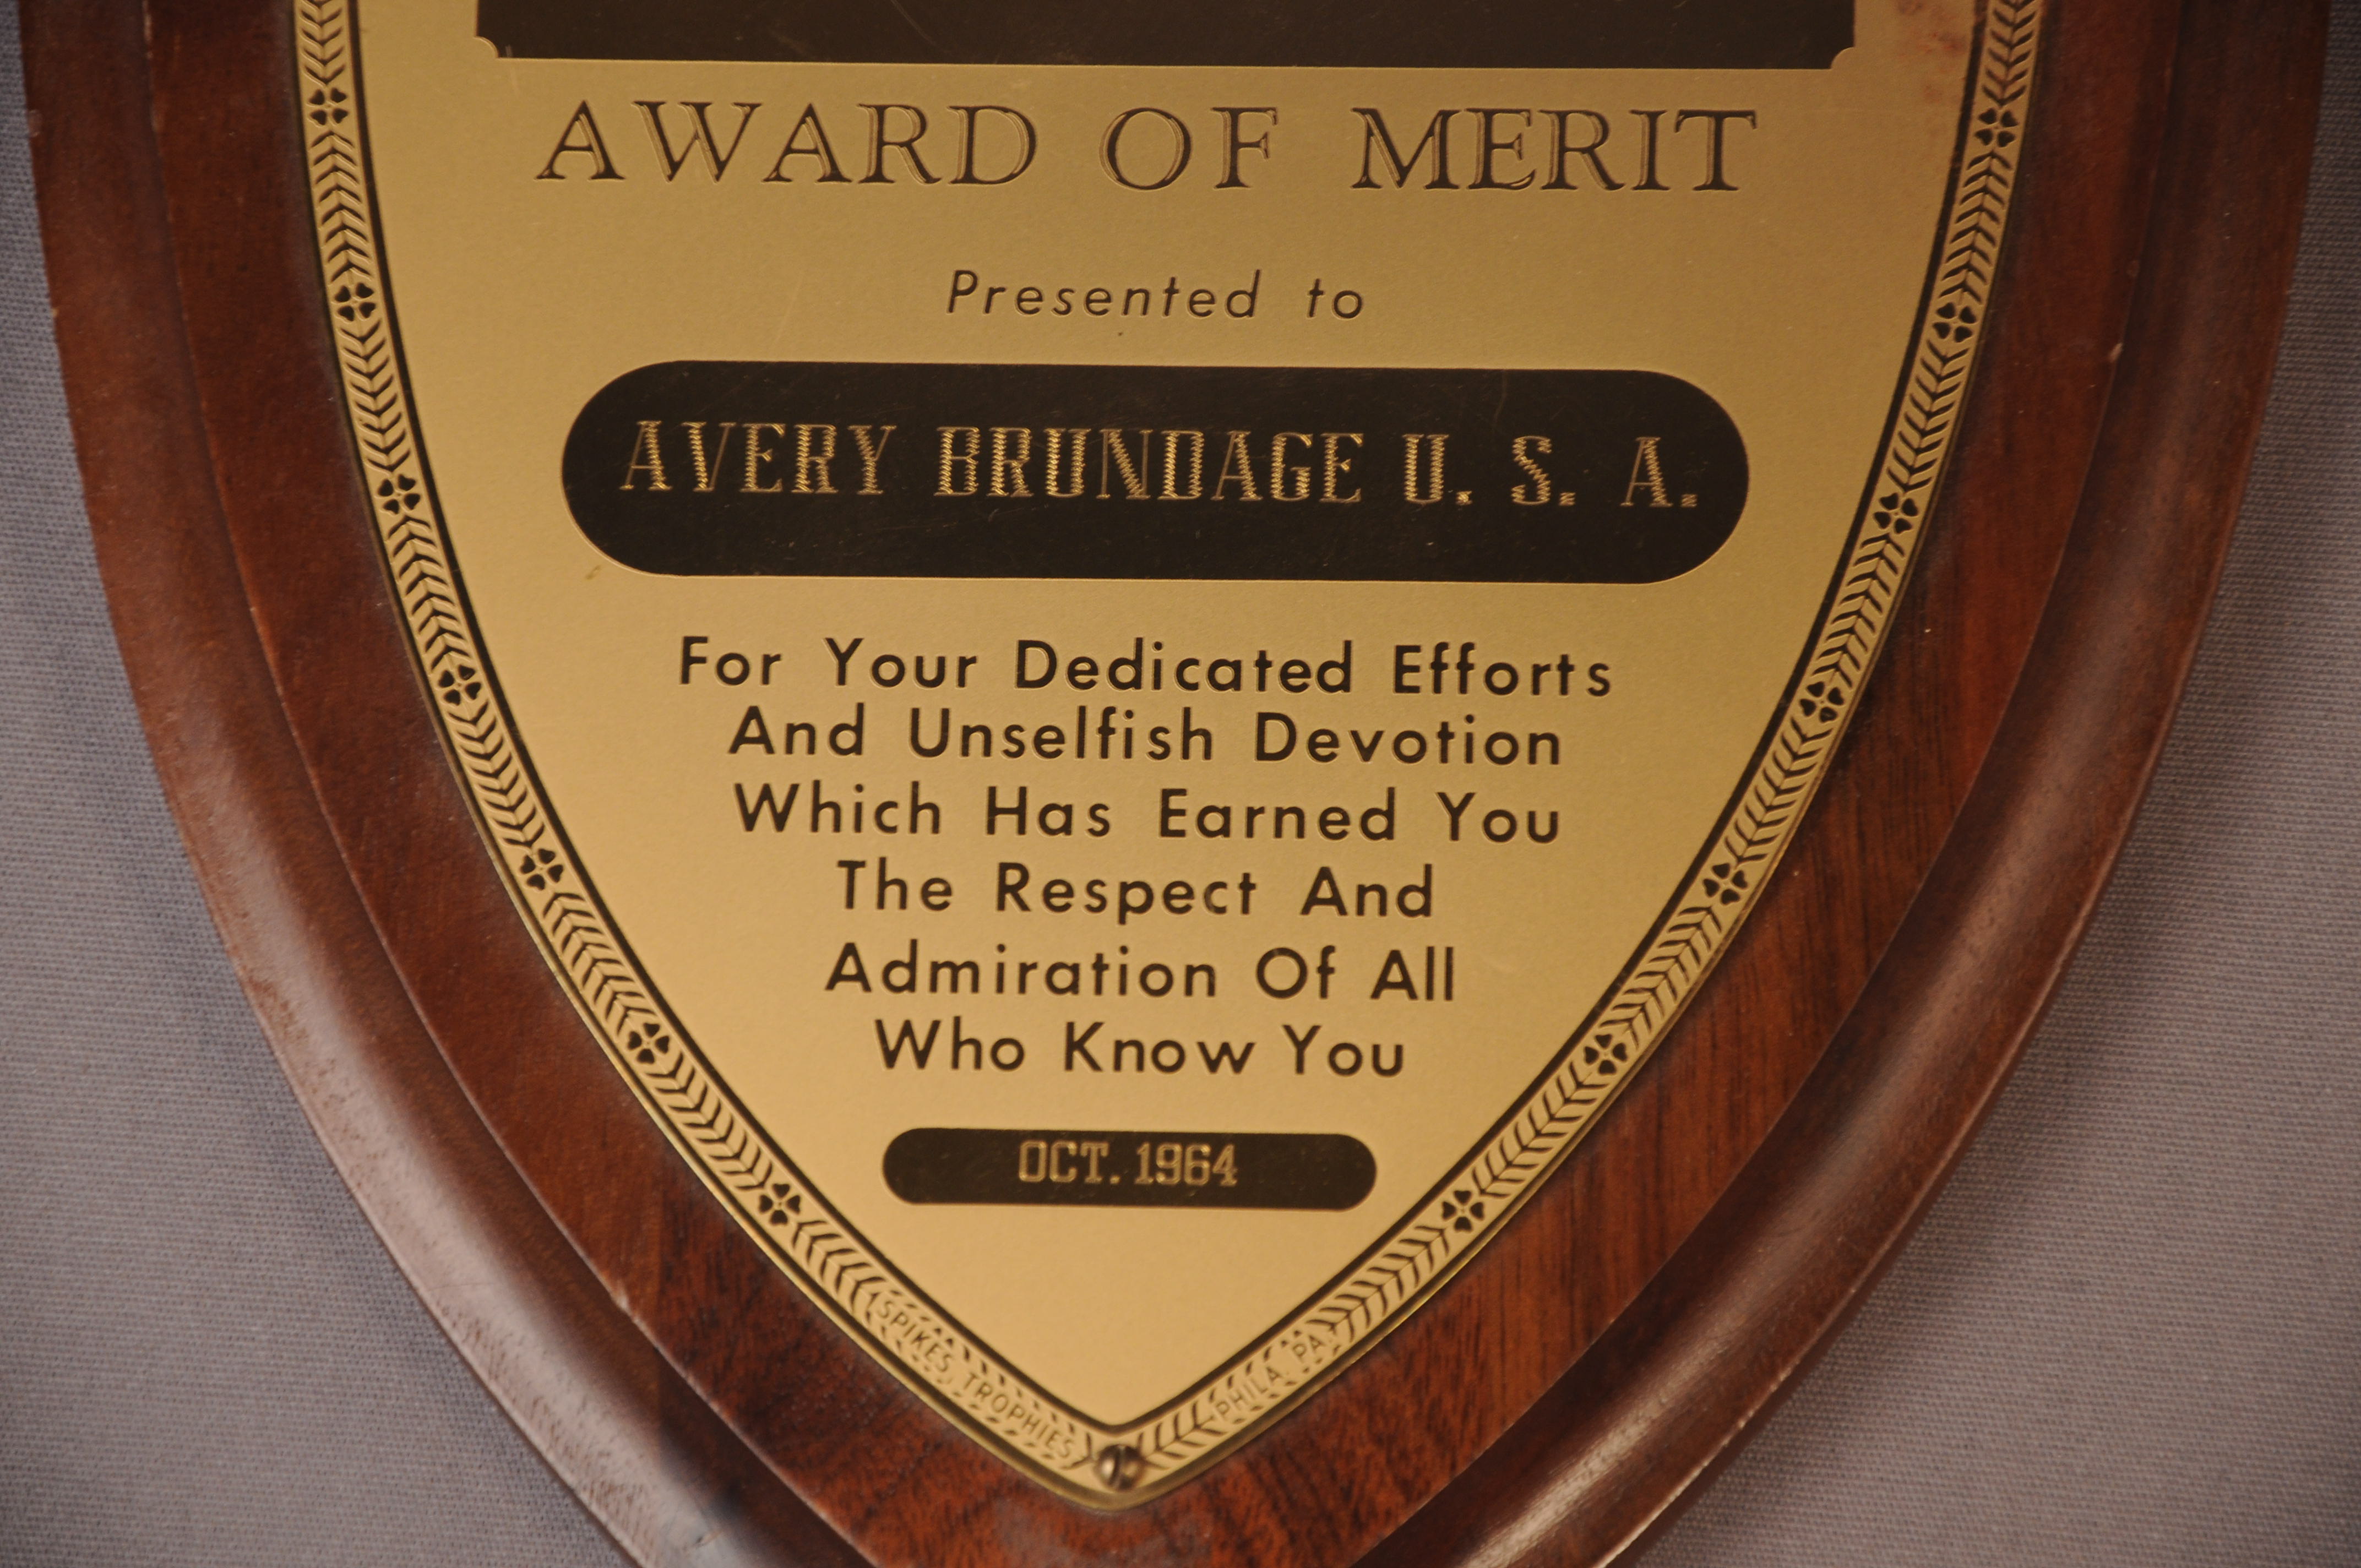 AWARD OF MERIT
Presented to
AVERY BRUNDAGE U. S. A.
For Your Dedicated Efforts
And Unselfish Devotion
Which Has Earned You
The Respect And
Admiration Of All
Who Know You
OCT. 1964
SPIKES TROPHIES PHILA. PA.